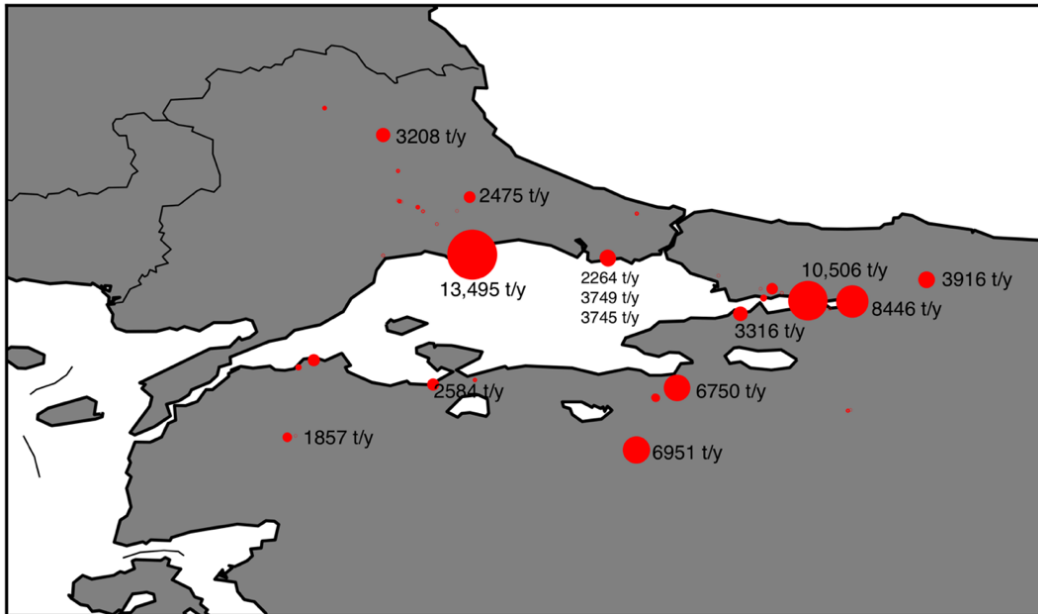 3208 t/y
2475 t/y
13,495 t/y
2264 t/y
3749 t/y
3745 t/y
10,506 t/y
3916 t/y
8446 t/y
3316 t/y
2584 t/y
6750 t/y
1857 t/y
6951 t/y